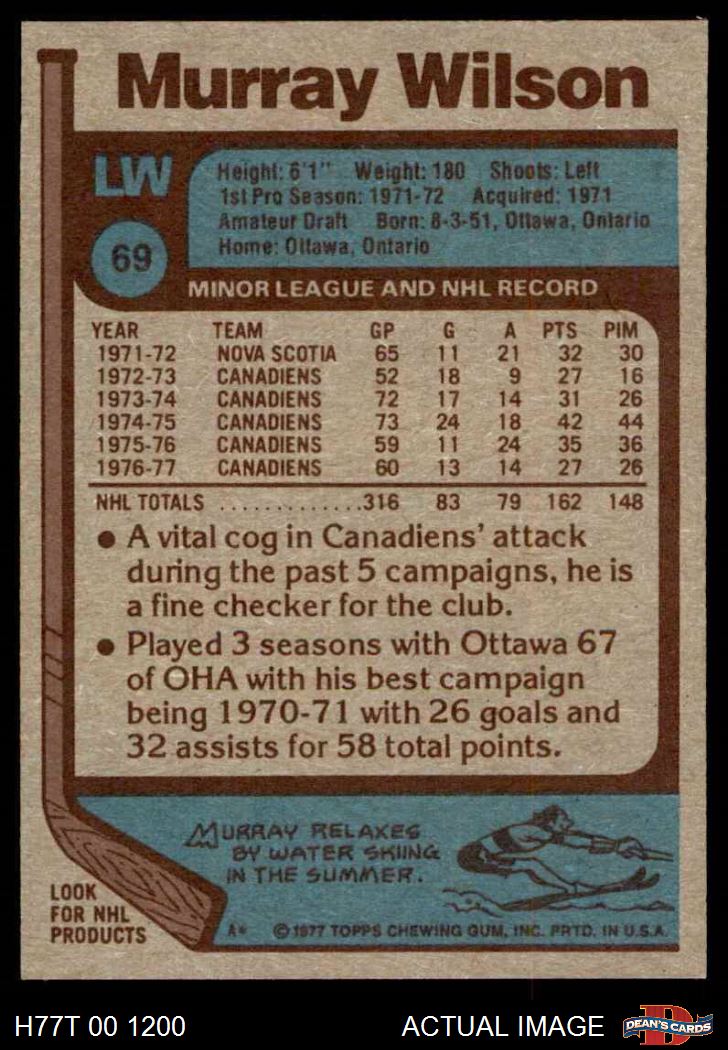 Murray Wilson
LW
69
Height: 6'1" Weight: 180 Shoots: Left
1st Pro Season: 1971-72 Acquired: 1971
Amateur Draft Born: 8-3-51, Ottawa, Ontario
Home: Ottawa, Ontario
MINOR LEAGUE AND NHL RECORD
YEAR TEAM GP G A PTS PIM
1971-72 NOVA SCOTIA 65 11 21 32 30
1972-73 CANADIENS 52 18 9 27 16
1973-74 CANADIENS 72 17 14 31 26
1974-75 CANADIENS 73 24 18 42 44
1975-76 CANADIENS 59 11 24 35 36
1976-77 CANADIENS 60 13 14 27 26
NHL TOTALS .............316 83 79 162 148
● A vital cog in Canadiens' attack
during the past 5 campaigns, he is
a fine checker for the club.
● Played 3 seasons with Ottawa 67
of OHA with his best campaign
being 1970-71 with 26 goals and
32 assists for 58 total points.
MURRAY RELAXES
BY WATER SKIING
IN THE SUMMER.
LOOK
FOR NHL
PRODUCTS
A* ©1977 TOPPS CHEWING GUM, INC. PRTD. IN U.S.A.
H77T 00 1200 ACTUAL IMAGE
D
DEAN'S CARDS